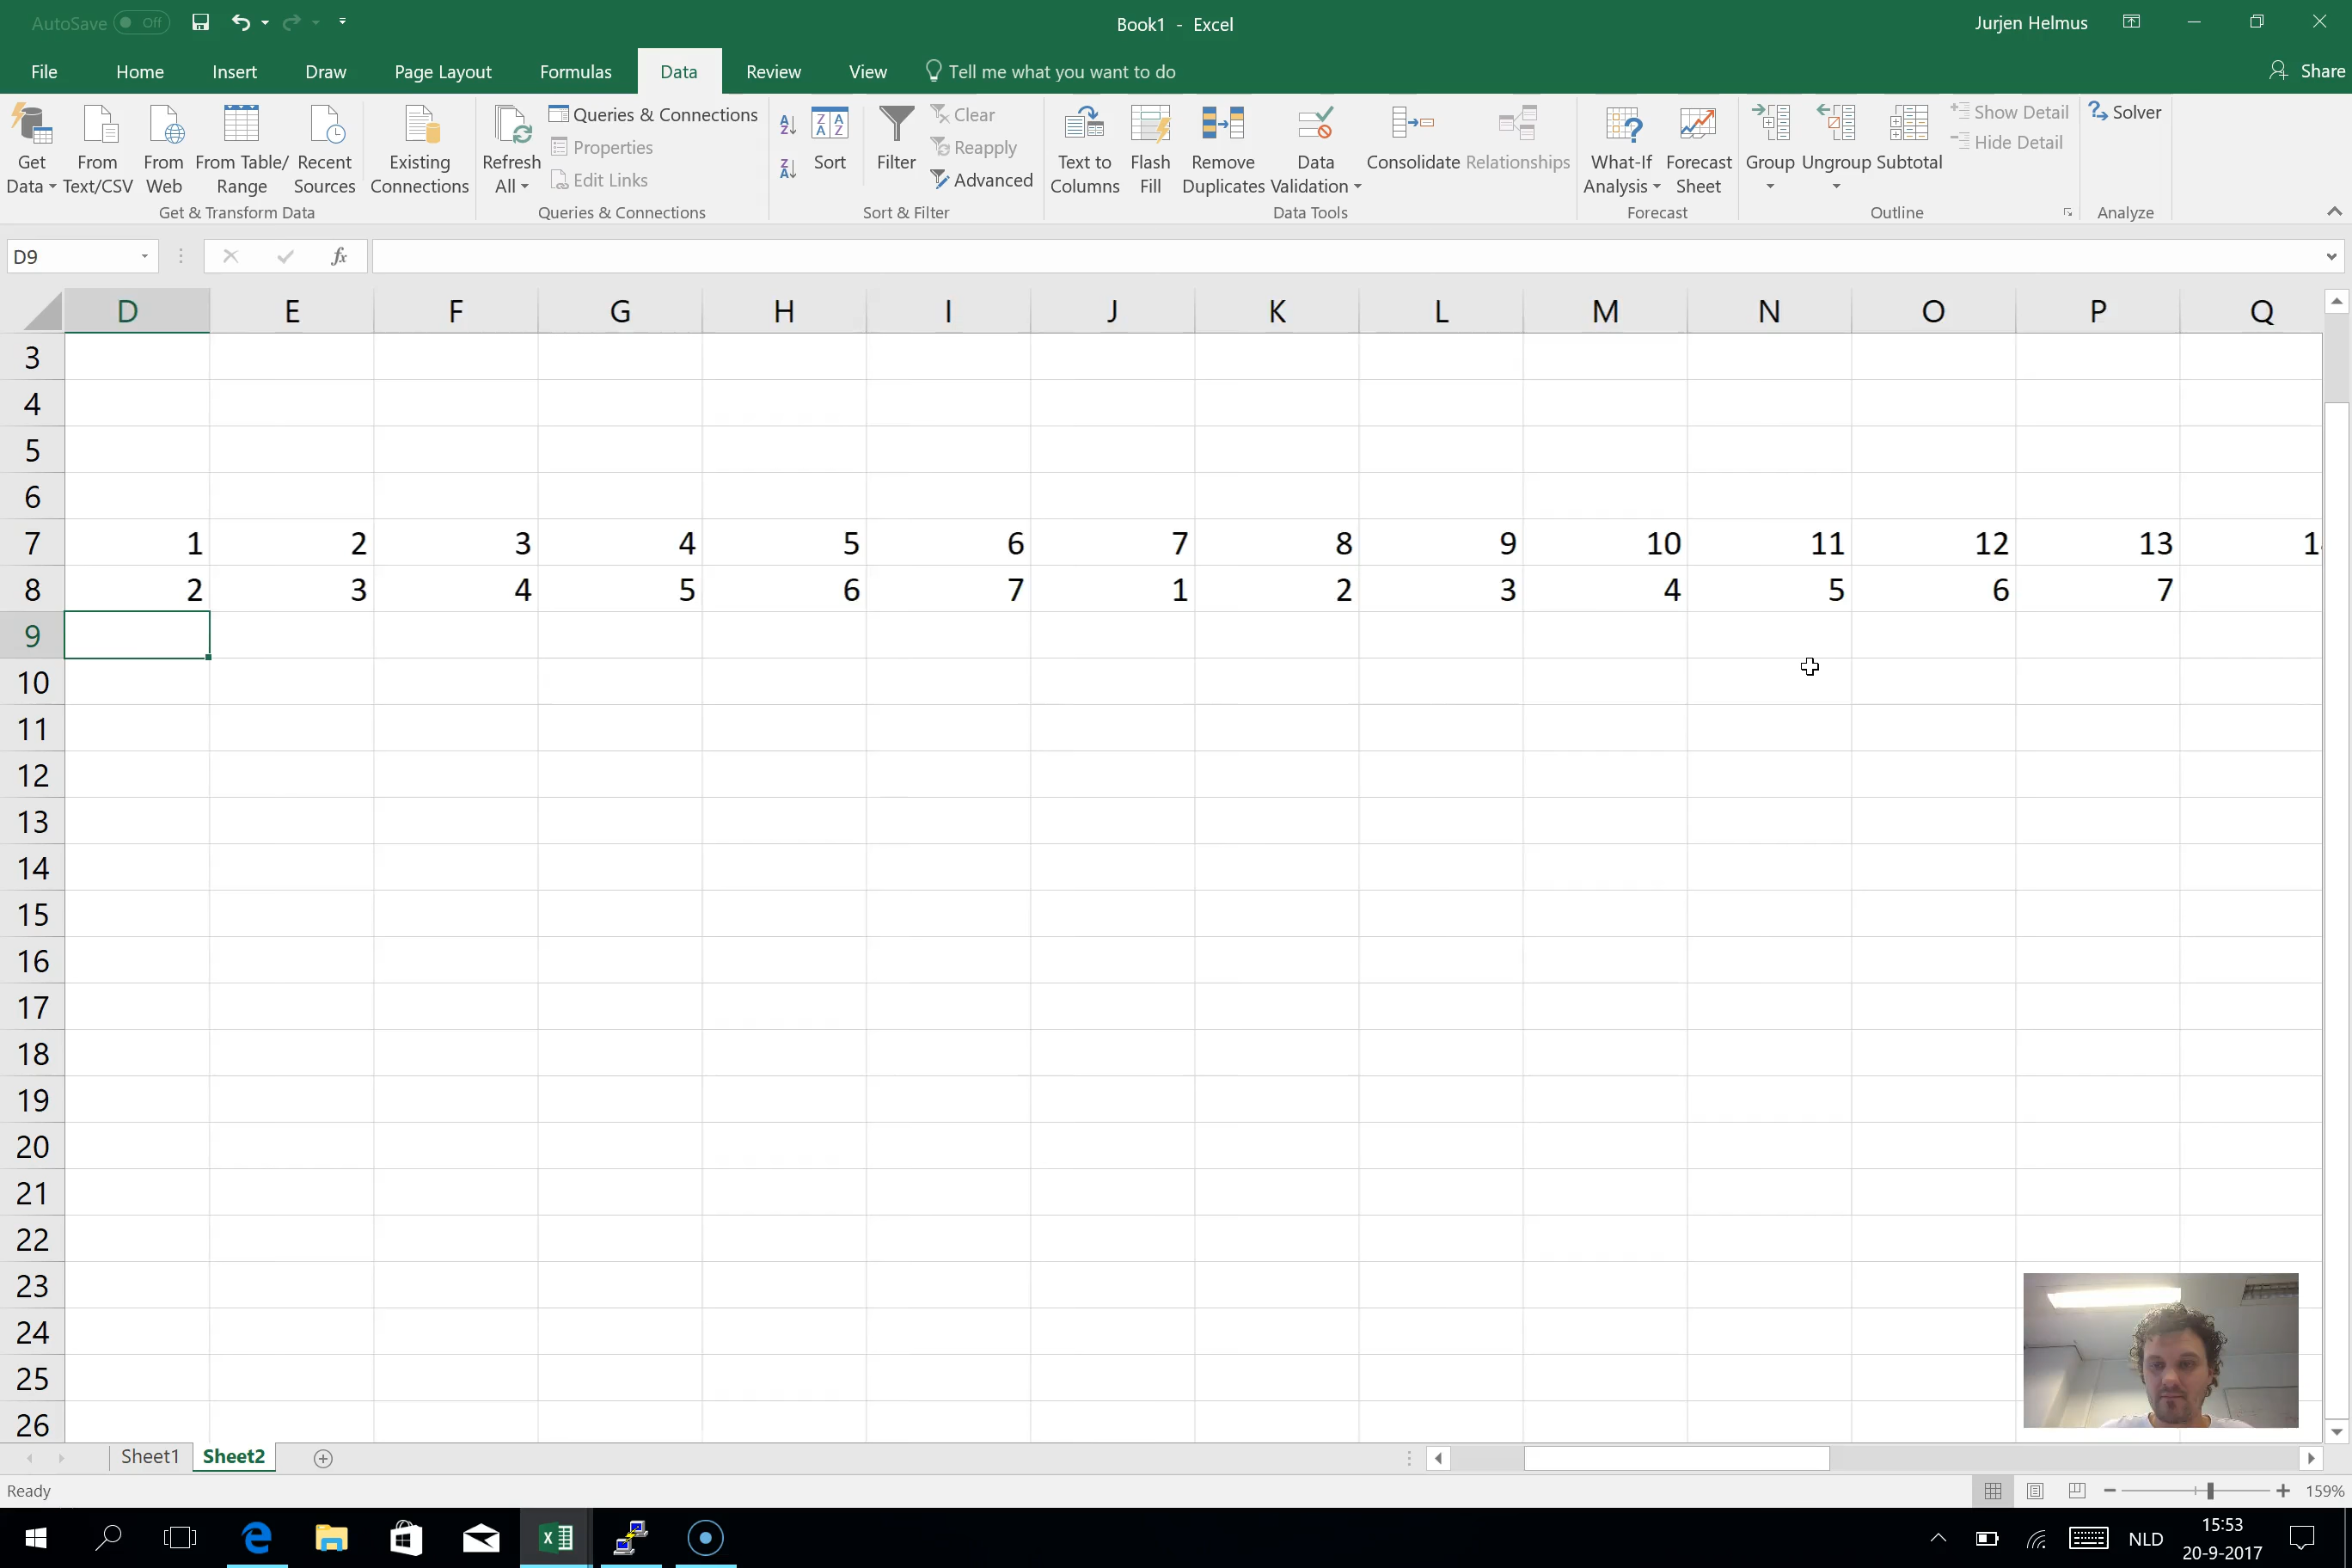 AutoSave Off
Book1 - Excel
Jurjen Helmus
File Home Insert Draw Page Layout Formulas Data Review View Tell me what you want to do Share
Get Data From Text/CSV From Web From Table/ Range Recent Sources Existing Connections
Get & Transform Data
Refresh All Queries & Connections
Properties
Edit Links
Queries & Connections
Sort Filter Clear
Reapply
Advanced
Sort & Filter
Text to Columns Flash Fill Remove Duplicates Data Validation Consolidate Relationships
Data Tools
What-If Analysis Forecast Sheet
Forecast
Group Ungroup Subtotal Show Detail
Hide Detail
Outline
Solver
Analyze
D9 fx
D E F G H I J K L M N O P Q
3
4
5
6
7 1 2 3 4 5 6 7 8 9 10 11 12 13
8 2 3 4 5 6 7 1 2 3 4 5 6 7
9
10
11
12
13
14
15
16
17
18
19
20
21
22
23
24
25
26
Sheet1 Sheet2
Ready 159%
NLD 15:53
20-9-2017